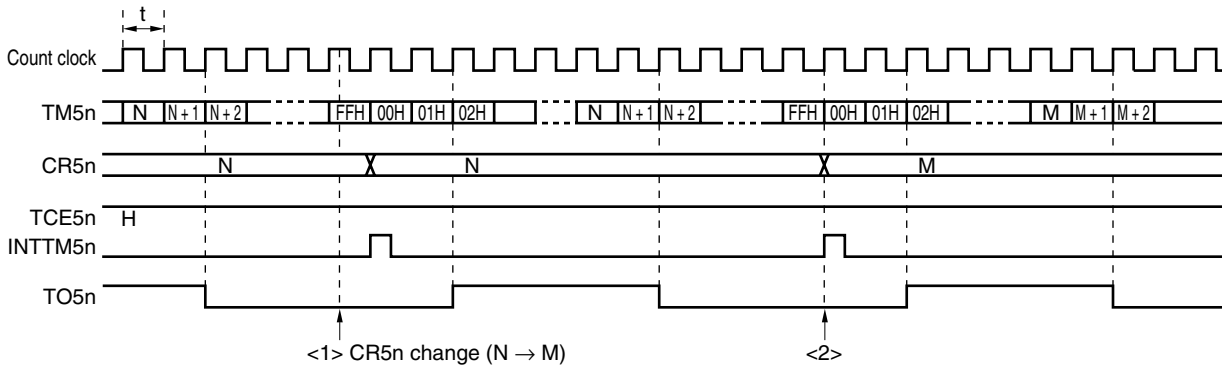 t
Count clock
TM5n N N + 1 N + 2 FFH 00H 01H 02H N N + 1 N + 2 FFH 00H 01H 02H M M + 1 M + 2
CR5n N N M
TCE5n H
INTTM5n
TO5n
<1> CR5n change (N → M) <2>